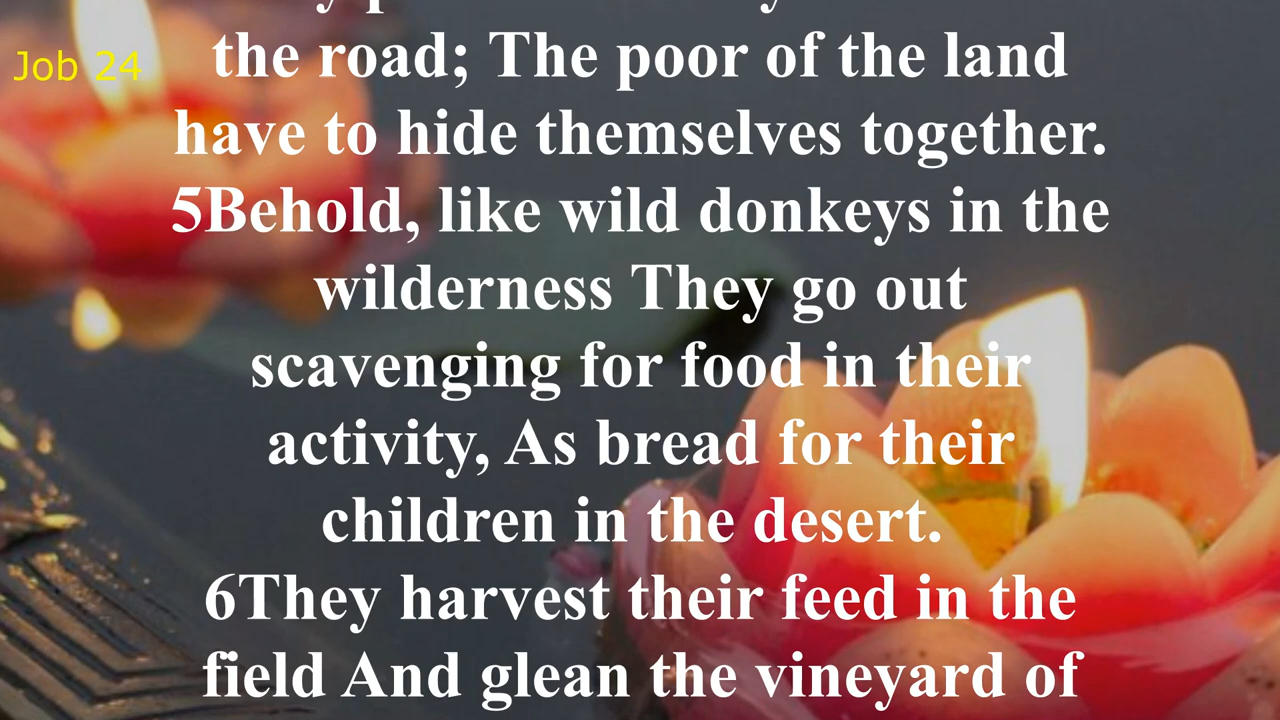 Job 24
the road; The poor of the land
have to hide themselves together.
5Behold, like wild donkeys in the
wilderness They go out
scavenging for food in their
activity, As bread for their
children in the desert.
6They harvest their feed in the
field And glean the vineyard of